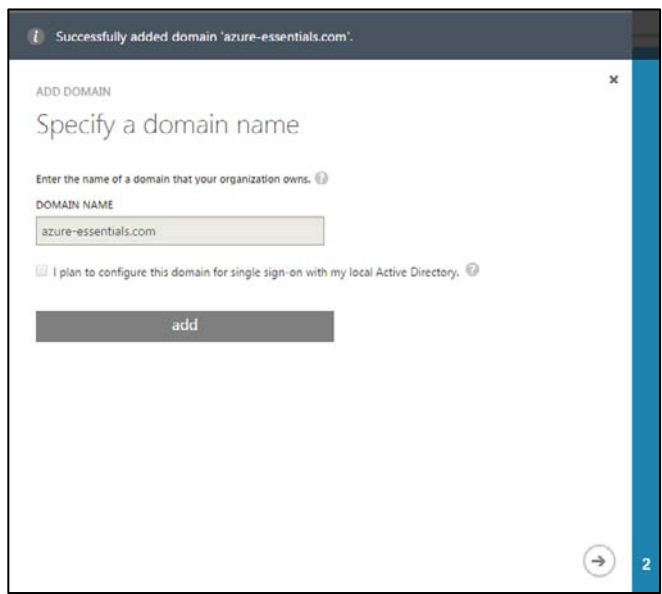 Successfully added domain 'azure-essentials.com'.
ADD DOMAIN
Specify a domain name
Enter the name of a domain that your organization owns.
DOMAIN NAME
azure-essentials.com
I plan to configure this domain for single sign-on with my local Active Directory.
add
2